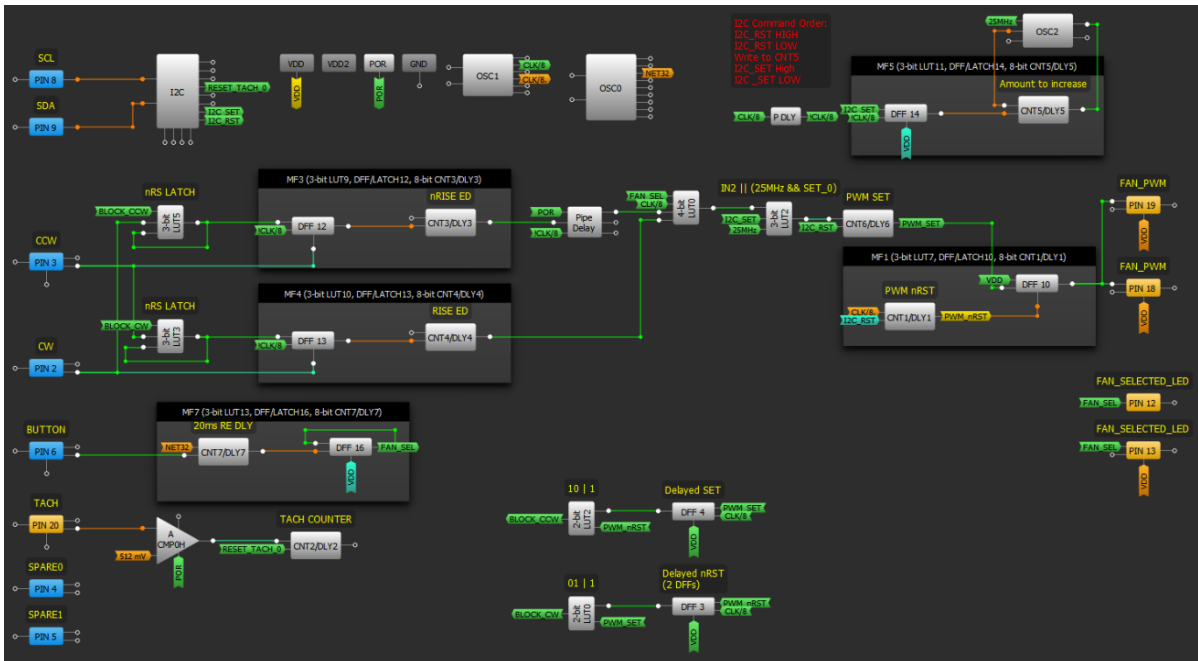 SCL
PIN 8
SDA
PIN 9
I2C
RESET_TACH_0
I2C_SET
I2C_RST
VDD
VDD2
POR
GND
VDD
POR
OSC1
CLK/8
CLK/8
OSC0
NET32
I2C Command Order:
I2C_RST HIGH
I2C_RST LOW
Write to CNT5
I2C_SET High
I2C _SET LOW
25MHz
OSC2
MF5 (3-bit LUT11, DFF/LATCH14, 8-bit CNT5/DLY5)
Amount to increase
!CLK/8
P DLY
!CLK/8
I2C_SET
!CLK/8
DFF 14
CNT5/DLY5
VDD
nRS LATCH
BLOCK_CCW
3-bit
LUT5
MF3 (3-bit LUT9, DFF/LATCH12, 8-bit CNT3/DLY3)
nRISE ED
!CLK/8
DFF 12
CNT3/DLY3
POR
!CLK/8
Pipe
Delay
FAN_SEL
CLK/8
4-bit
LUT0
IN2 || (25MHz && SET_0)
I2C_SET
25MHz
3-bit
LUT2
I2C_RST
PWM SET
CNT6/DLY6
PWM_SET
FAN_PWM
PIN 19
VDD
CCW
PIN 3
MF1 (3-bit LUT7, DFF/LATCH10, 8-bit CNT1/DLY1)
VDD
DFF 10
PWM nRST
CLK/8
I2C_RST
CNT1/DLY1
PWM_nRST
FAN_PWM
PIN 18
VDD
nRS LATCH
BLOCK_CW
3-bit
LUT3
MF4 (3-bit LUT10, DFF/LATCH13, 8-bit CNT4/DLY4)
RISE ED
!CLK/8
DFF 13
CNT4/DLY4
CW
PIN 2
FAN_SELECTED_LED
FAN_SEL
PIN 12
FAN_SELECTED_LED
FAN_SEL
PIN 13
VDD
BUTTON
PIN 6
MF7 (3-bit LUT13, DFF/LATCH16, 8-bit CNT7/DLY7)
20ms RE DLY
NET32
CNT7/DLY7
DFF 16
FAN_SEL
VDD
TACH
PIN 20
A
CMP0H
512 mV
POR
TACH COUNTER
RESET_TACH_0
CNT2/DLY2
10 | 1
BLOCK_CCW
2-bit
LUT2
PWM_nRST
Delayed SET
DFF 4
PWM_SET
CLK/8
VDD
SPARE0
PIN 4
SPARE1
PIN 5
01 | 1
BLOCK_CW
2-bit
LUT0
PWM_SET
Delayed nRST
(2 DFFs)
DFF 3
PWM_nRST
CLK/8
VDD